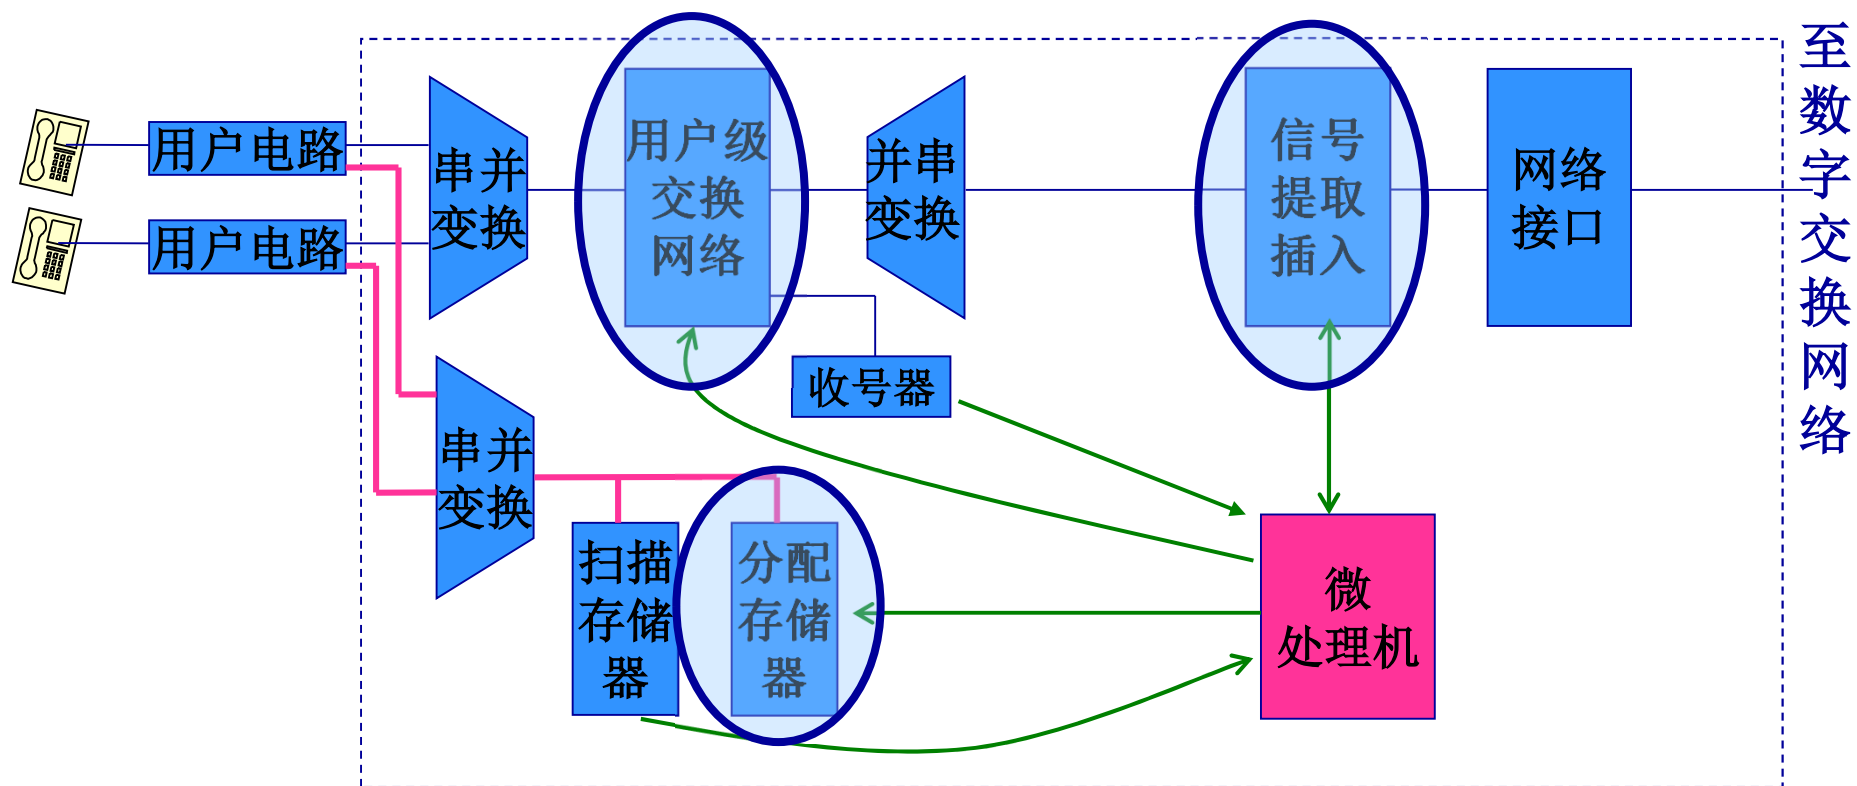 用户电路
用户电路
串并
变换
用户级
交换
网络
并串
变换
信号
提取
插入
网络
接口
至
数
字
交
换
网
络
收号器
串并
变换
扫描
存储
器
分配
存储
器
微
处理机